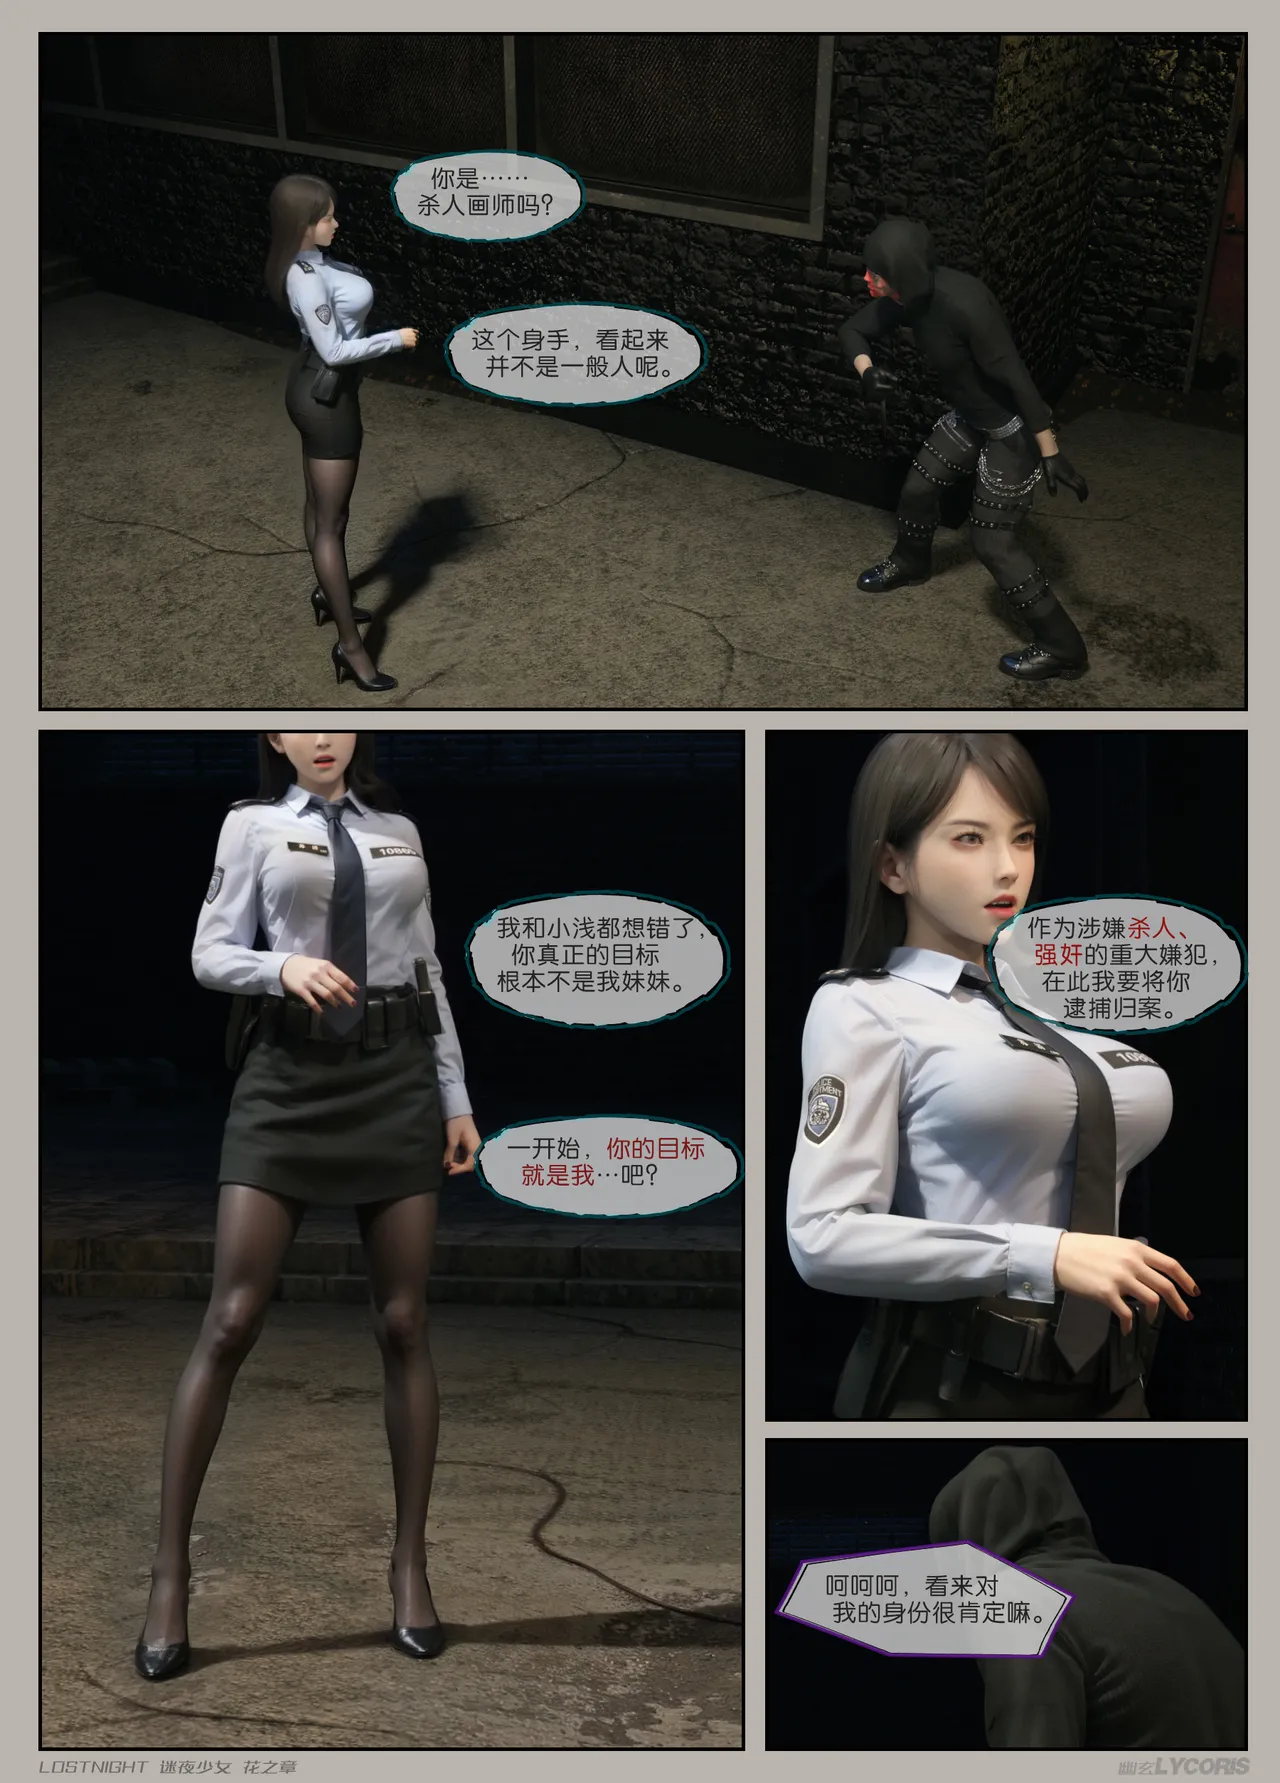 你是……
杀人画师吗？
这个身手，看起来
并不是一般人呢。
我和小浅都想错了，
你真正的目标
根本不是我妹妹。
一开始，你的目标
就是我…吧？
作为涉嫌杀人、
强奸的重大嫌犯，
在此我要将你
逮捕归案。
呵呵呵，看来对
我的身份很肯定嘛。
LOSTNIGHT 迷夜少女 花之章
幽玄LYCORIS